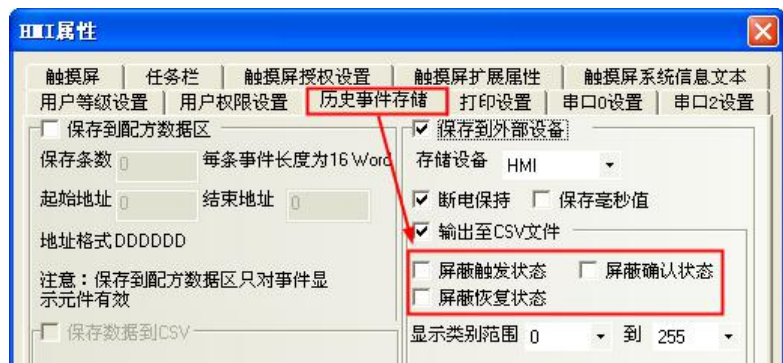 HMI属性
触摸屏 任务栏 触摸屏授权设置 触摸屏扩展属性 触摸屏系统信息文本
用户等级设置 用户权限设置 历史事件存储 打印设置 串口0设置 串口2设置
保存到配方数据区
保存条数 0 每条事件长度为16 Word
起始地址 0 结束地址 0
地址格式DDDDDD
注意：保存到配方数据区只对事件显
示元件有效
保存数据到CSV
保存到外部设备
存储设备 HMI
断电保持 保存毫秒值
输出至CSV文件
屏蔽触发状态 屏蔽确认状态
屏蔽恢复状态
显示类别范围 0 到 255